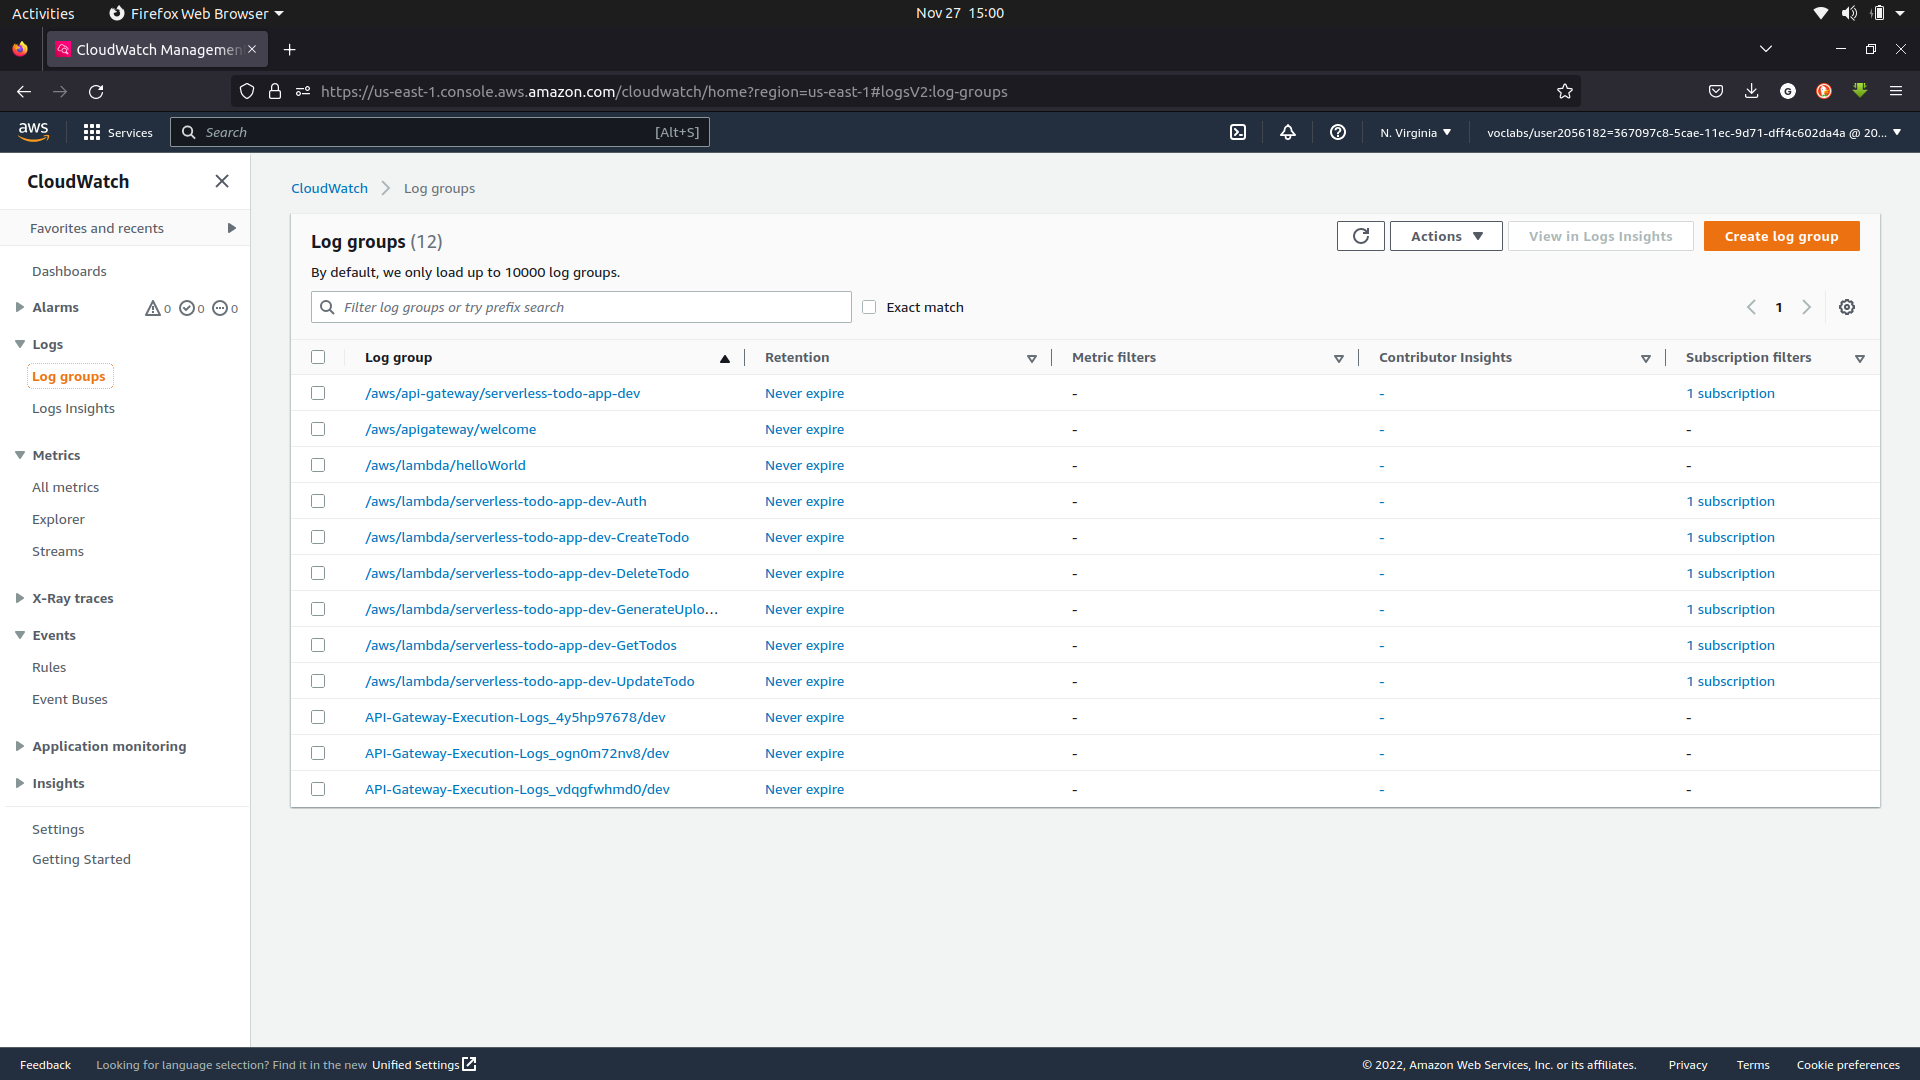 Activities Firefox Web Browser Nov 27 15:00
CloudWatch Managemen
https://us-east-1.console.aws.amazon.com/cloudwatch/home?region=us-east-1#logsV2:log-groups
aws Services Search [Alt+S] N. Virginia voclabs/user2056182=367097c8-5cae-11ec-9d71-dff4c602da4a @ 20...
CloudWatch
Favorites and recents
Dashboards
Alarms 0 0 0
Logs
Log groups
Logs Insights
Metrics
All metrics
Explorer
Streams
X-Ray traces
Events
Rules
Event Buses
Application monitoring
Insights
Settings
Getting Started
CloudWatch Log groups
Log groups (12)
Actions View in Logs Insights Create log group
By default, we only load up to 10000 log groups.
Filter log groups or try prefix search Exact match 1
Log group Retention Metric filters Contributor Insights Subscription filters
/aws/api-gateway/serverless-todo-app-dev Never expire - - 1 subscription
/aws/apigateway/welcome Never expire - - -
/aws/lambda/helloWorld Never expire - - -
/aws/lambda/serverless-todo-app-dev-Auth Never expire - - 1 subscription
/aws/lambda/serverless-todo-app-dev-CreateTodo Never expire - - 1 subscription
/aws/lambda/serverless-todo-app-dev-DeleteTodo Never expire - - 1 subscription
/aws/lambda/serverless-todo-app-dev-GenerateUplo... Never expire - - 1 subscription
/aws/lambda/serverless-todo-app-dev-GetTodos Never expire - - 1 subscription
/aws/lambda/serverless-todo-app-dev-UpdateTodo Never expire - - 1 subscription
API-Gateway-Execution-Logs_4y5hp97678/dev Never expire - - -
API-Gateway-Execution-Logs_ogn0m72nv8/dev Never expire - - -
API-Gateway-Execution-Logs_vdqgfwhmd0/dev Never expire - - -
Feedback Looking for language selection? Find it in the new Unified Settings © 2022, Amazon Web Services, Inc. or its affiliates. Privacy Terms Cookie preferences